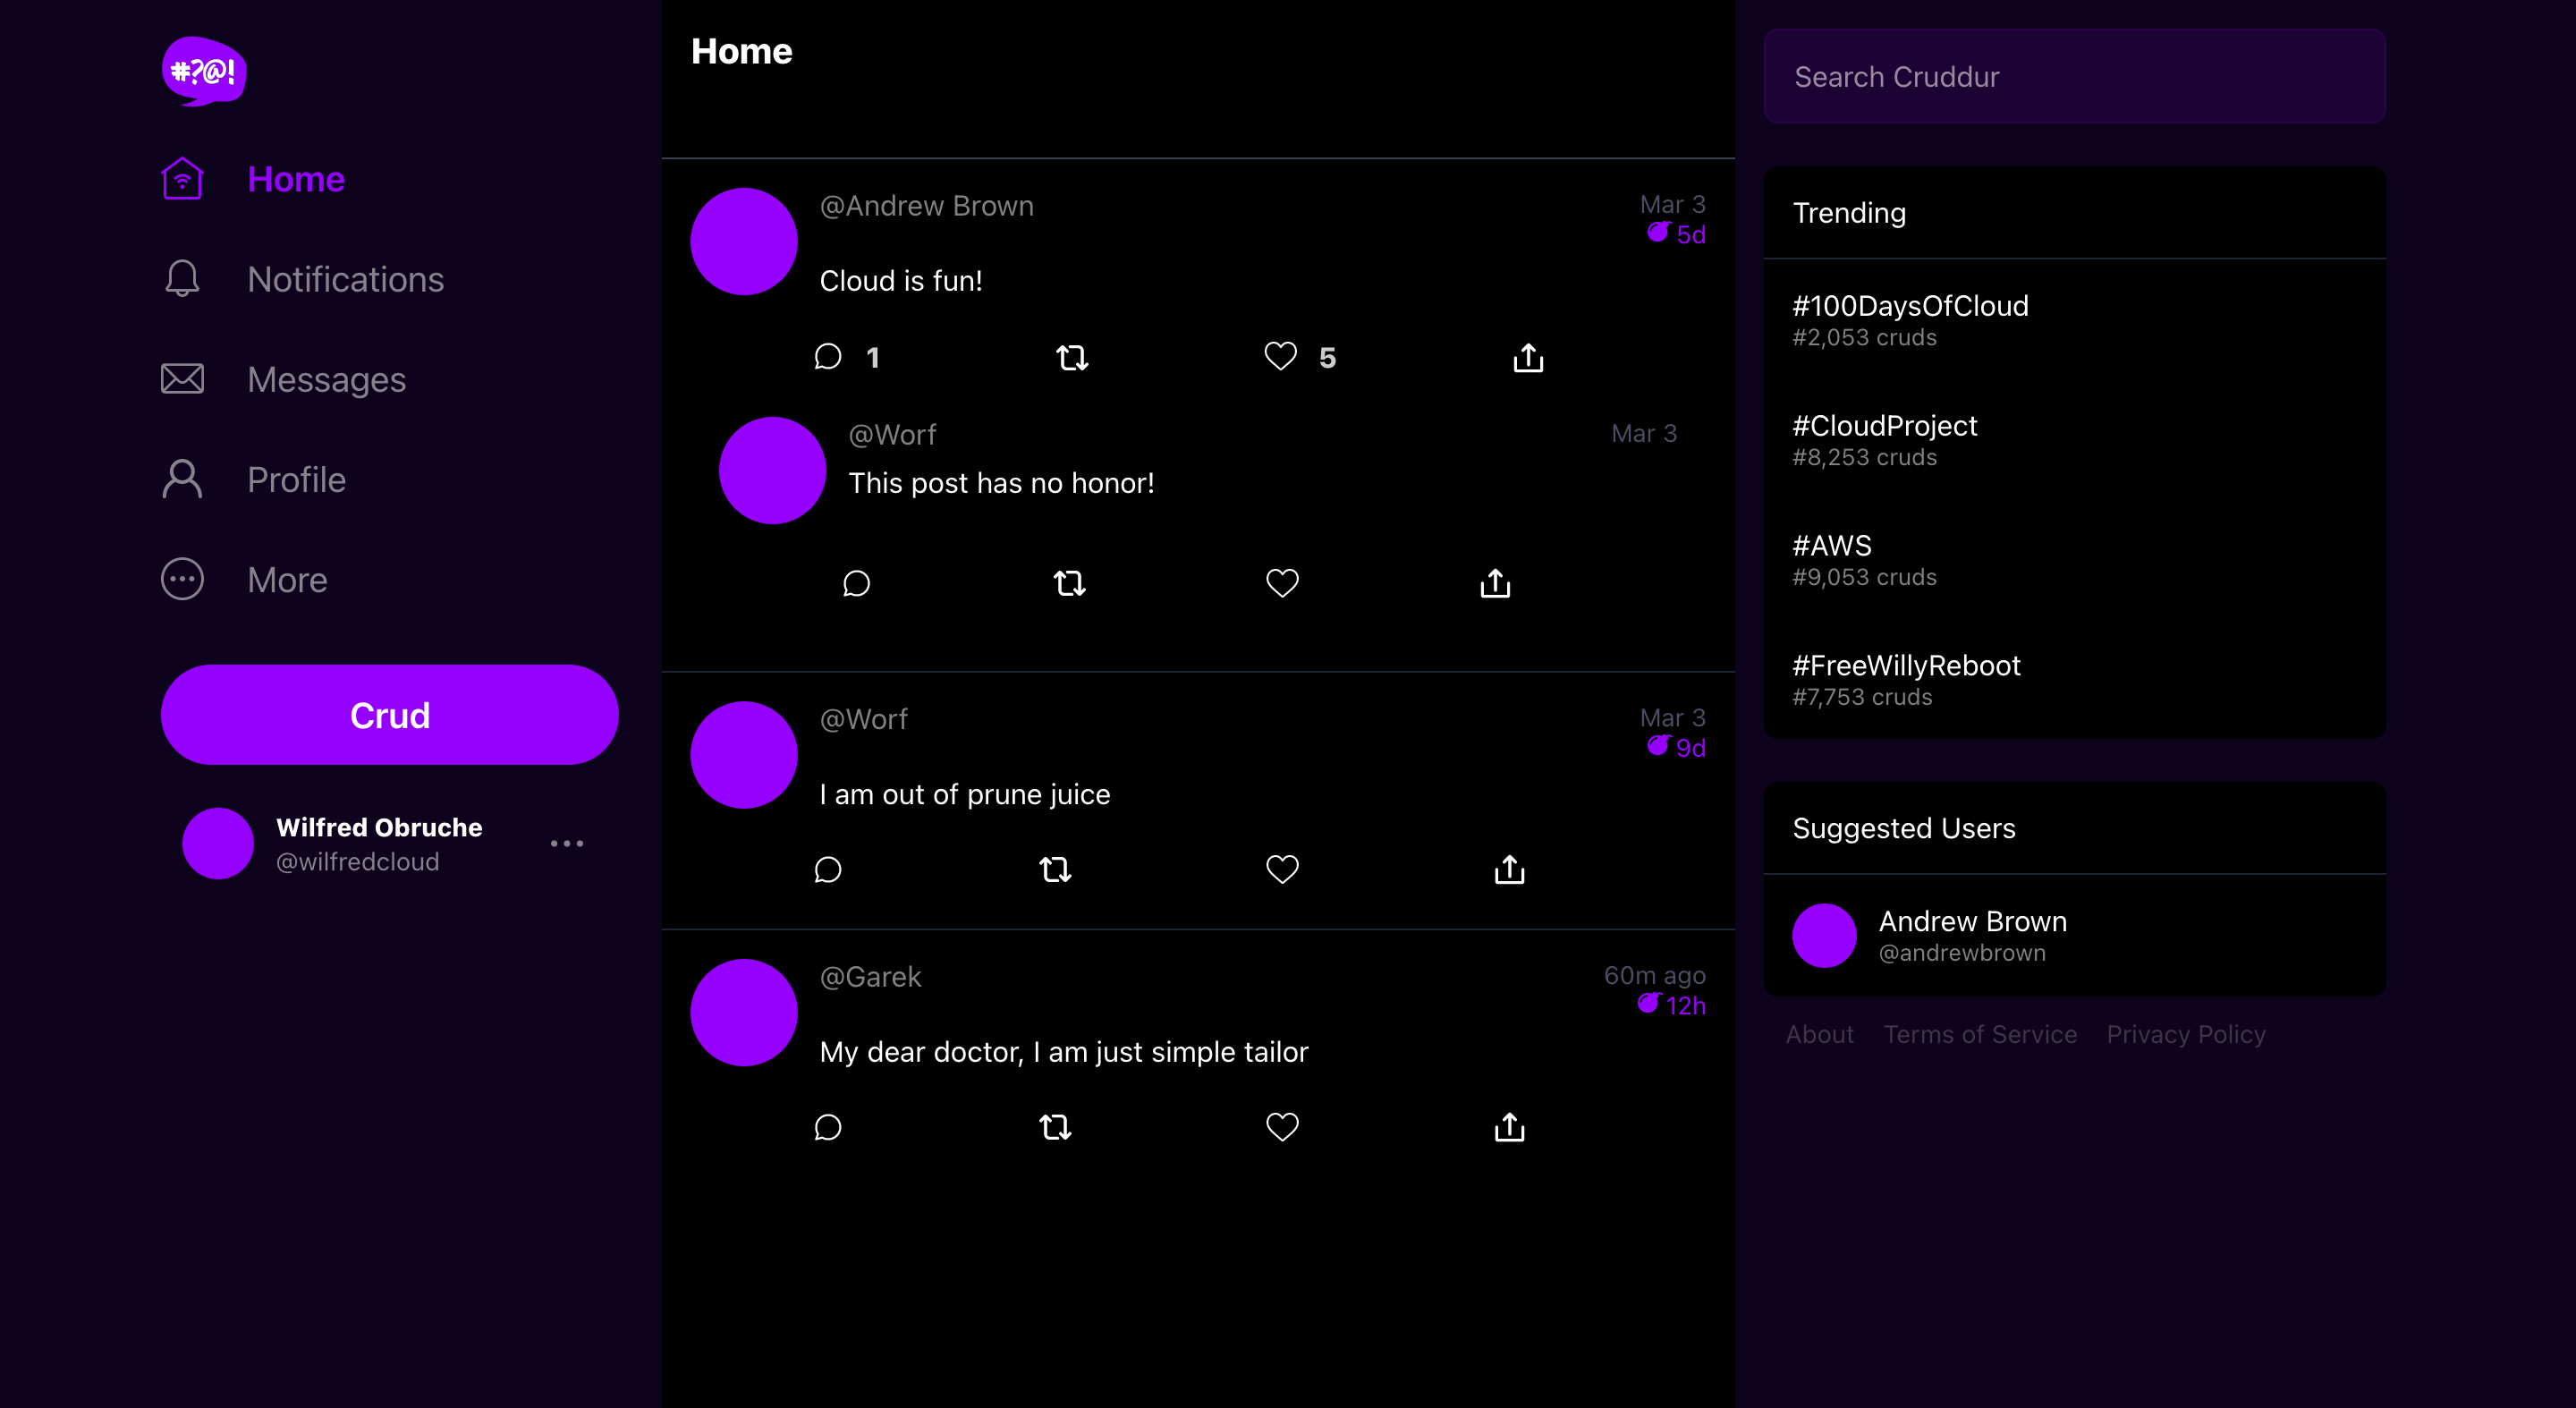 #?@!
Home
Notifications
Messages
Profile
More
Crud
Wilfred Obruche
@wilfredcloud
Home
@Andrew Brown
Mar 3
5d
Cloud is fun!
1
5
@Worf
Mar 3
This post has no honor!
@Worf
Mar 3
9d
I am out of prune juice
@Garek
60m ago
12h
My dear doctor, I am just simple tailor
Search Cruddur
Trending
#100DaysOfCloud
#2,053 cruds
#CloudProject
#8,253 cruds
#AWS
#9,053 cruds
#FreeWillyReboot
#7,753 cruds
Suggested Users
Andrew Brown
@andrewbrown
About Terms of Service Privacy Policy